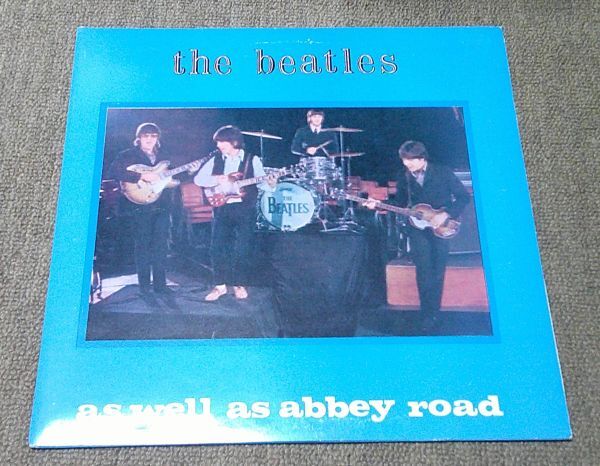 the beatles
THE
BEATLES
as well as abbey road